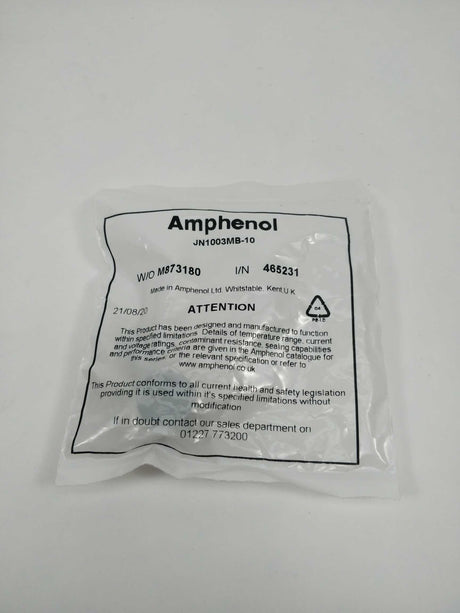 Amphenol
JN1003MB-10
W/O M873180 I/N 465231
Made in Amphenol Ltd. Whitstable. Kent,U.K
21/08/20 ATTENTION
This Product has been designed and manufactured to function
within specified limitations. Details of temperature range, current
and voltage ratings, contaminant resistance, sealing capabilities
and performance criteria are given in the Amphenol catalogue for
this series, or the relevant specification or refer to
www.amphenol.co.uk
This Product conforms to all current health and safety legislation
providing it is used within it's specified limitations without
modification
If in doubt contact our sales department on
01227 773200